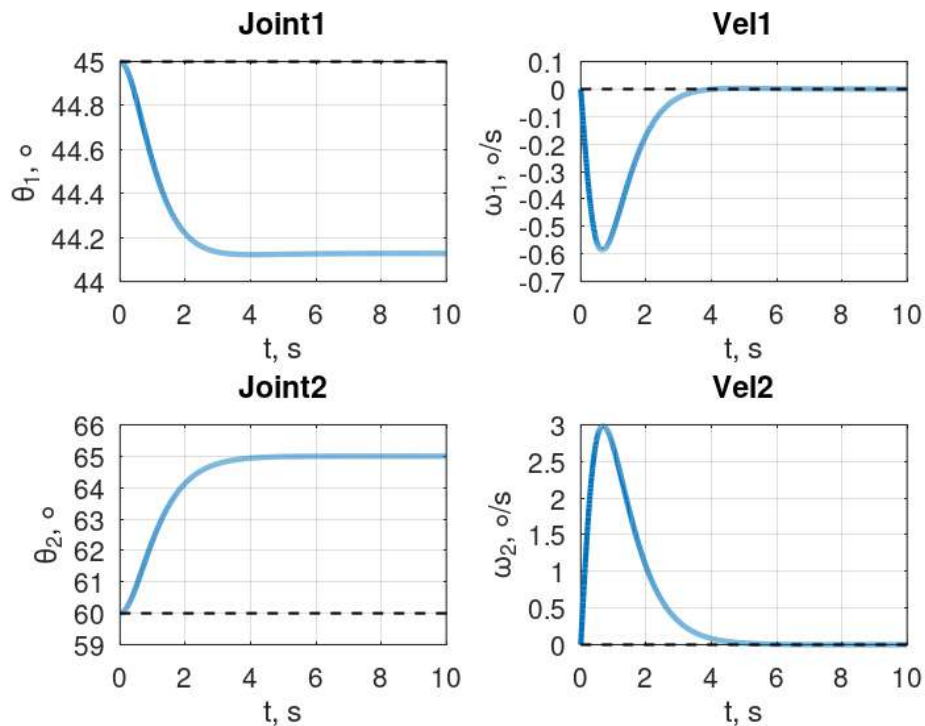 Joint1
45
44.8
44.6
44.4
44.2
44
θ1, °
0 2 4 6 8 10
t, s
Vel1
0.1
0
-0.1
-0.2
-0.3
-0.4
-0.5
-0.6
-0.7
ω1, °/s
0 2 4 6 8 10
t, s
Joint2
66
65
64
63
62
61
60
59
θ2, °
0 2 4 6 8 10
t, s
Vel2
3
2.5
2
1.5
1
0.5
0
ω2, °/s
0 2 4 6 8 10
t, s